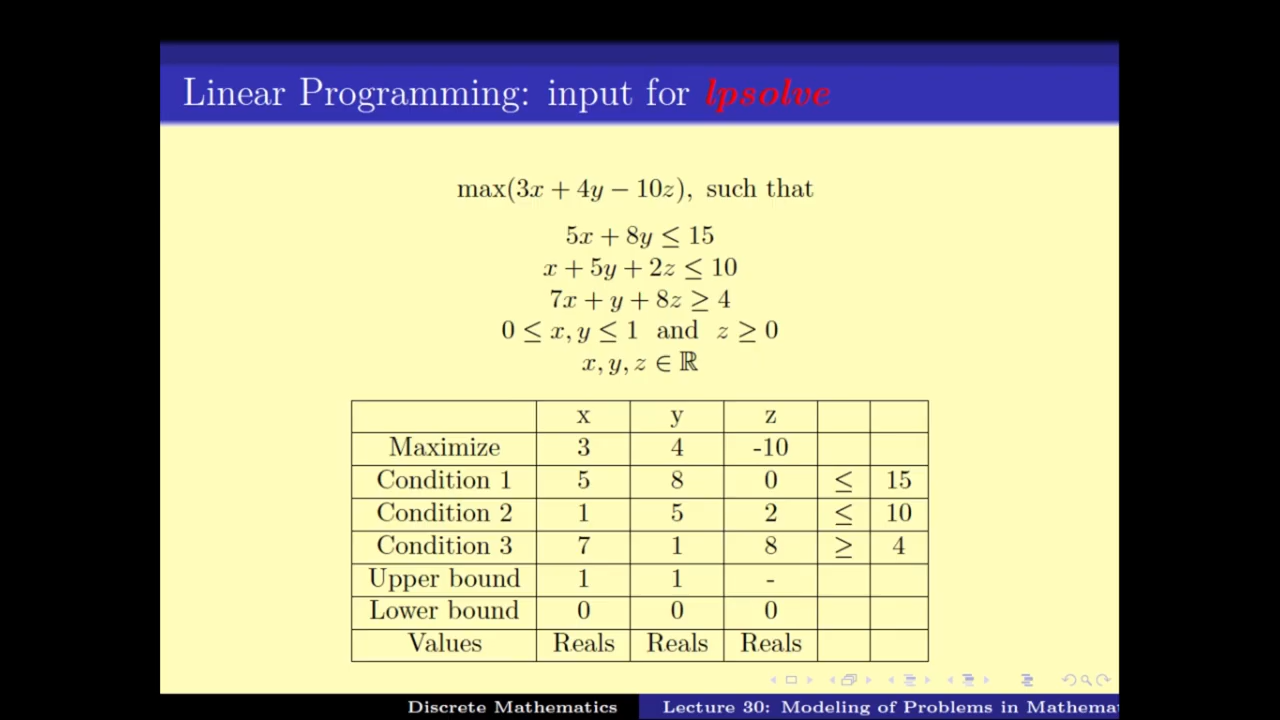 Linear Programming: input for lpsolve
max(3x + 4y − 10z), such that
5x + 8y ≤ 15
x + 5y + 2z ≤ 10
7x + y + 8z ≥ 4
0 ≤ x, y ≤ 1 and z ≥ 0
x, y, z ∈ ℝ
x y z
Maximize 3 4 -10
Condition 1 5 8 0 ≤ 15
Condition 2 1 5 2 ≤ 10
Condition 3 7 1 8 ≥ 4
Upper bound 1 1 -
Lower bound 0 0 0
Values Reals Reals Reals
Discrete Mathematics Lecture 30: Modeling of Problems in Mathema